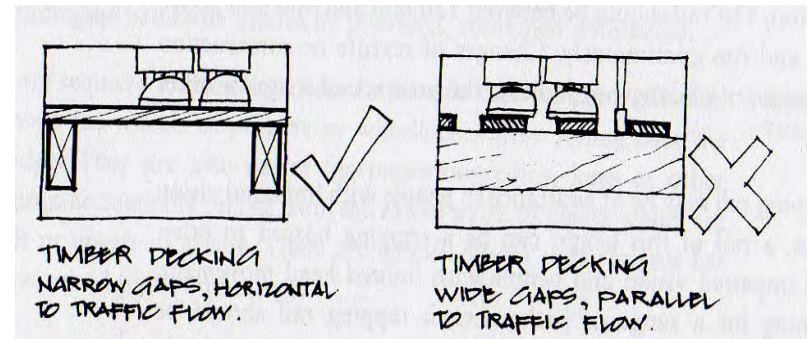 TIMBER DECKING
NARROW GAPS, HORIZONTAL
TO TRAFFIC FLOW.
TIMBER DECKING
WIDE GAPS, PARALLEL
TO TRAFFIC FLOW.